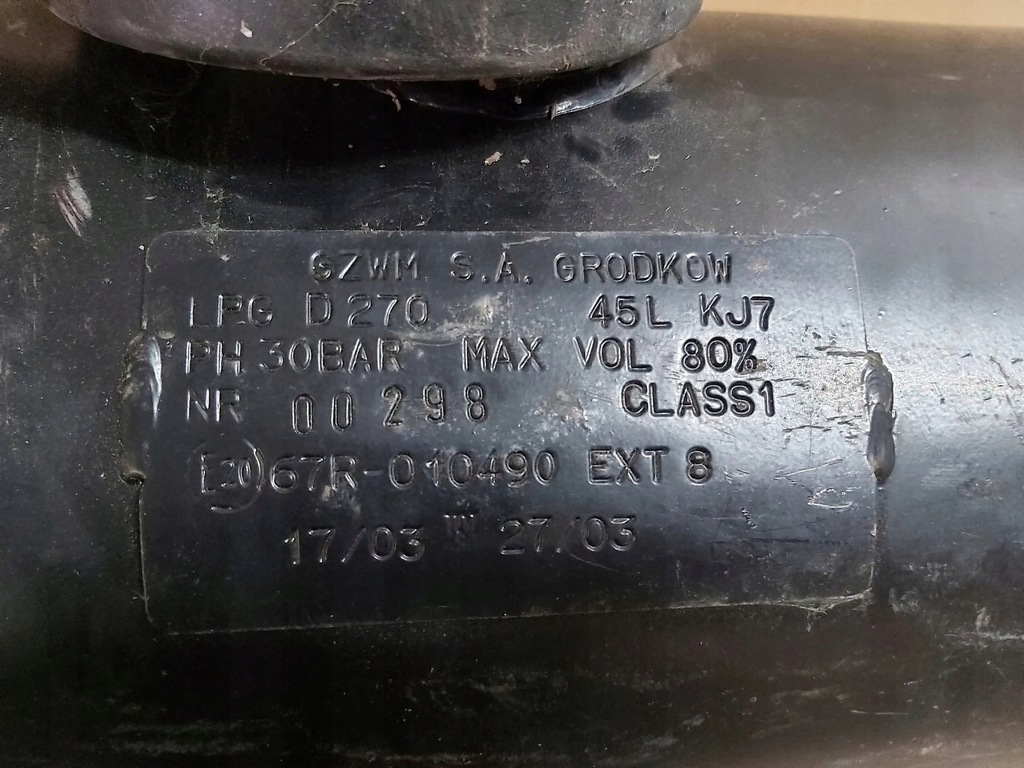 GZWM S.A. GRODKOW
LPG D 270 45L KJ7
PH 30BAR MAX VOL 80%
NR 00298 CLASS1
E20 67R-010490 EXT 8
17/03 W 27/03